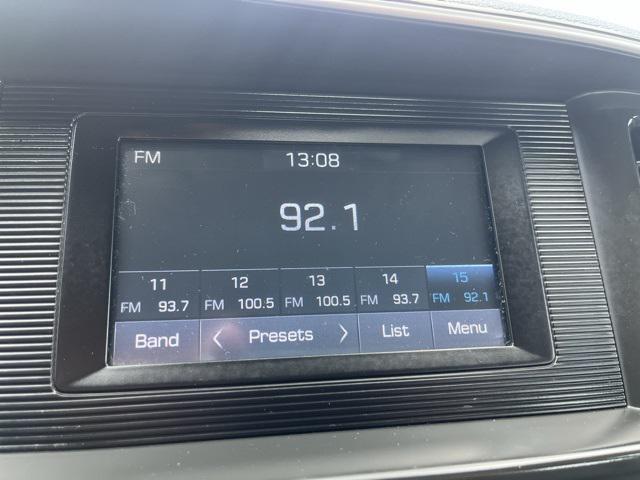 FM 13:08
92.1
11 12 13 14 15
FM 93.7 FM 100.5 FM 100.5 FM 93.7 FM 92.1
Band < Presets > List Menu